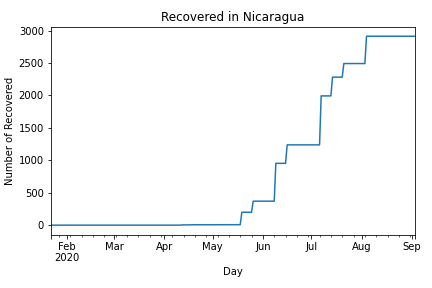 Recovered in Nicaragua
Number of Recovered
3000
2500
2000
1500
1000
500
0
Feb Mar Apr May Jun Jul Aug Sep
2020
Day